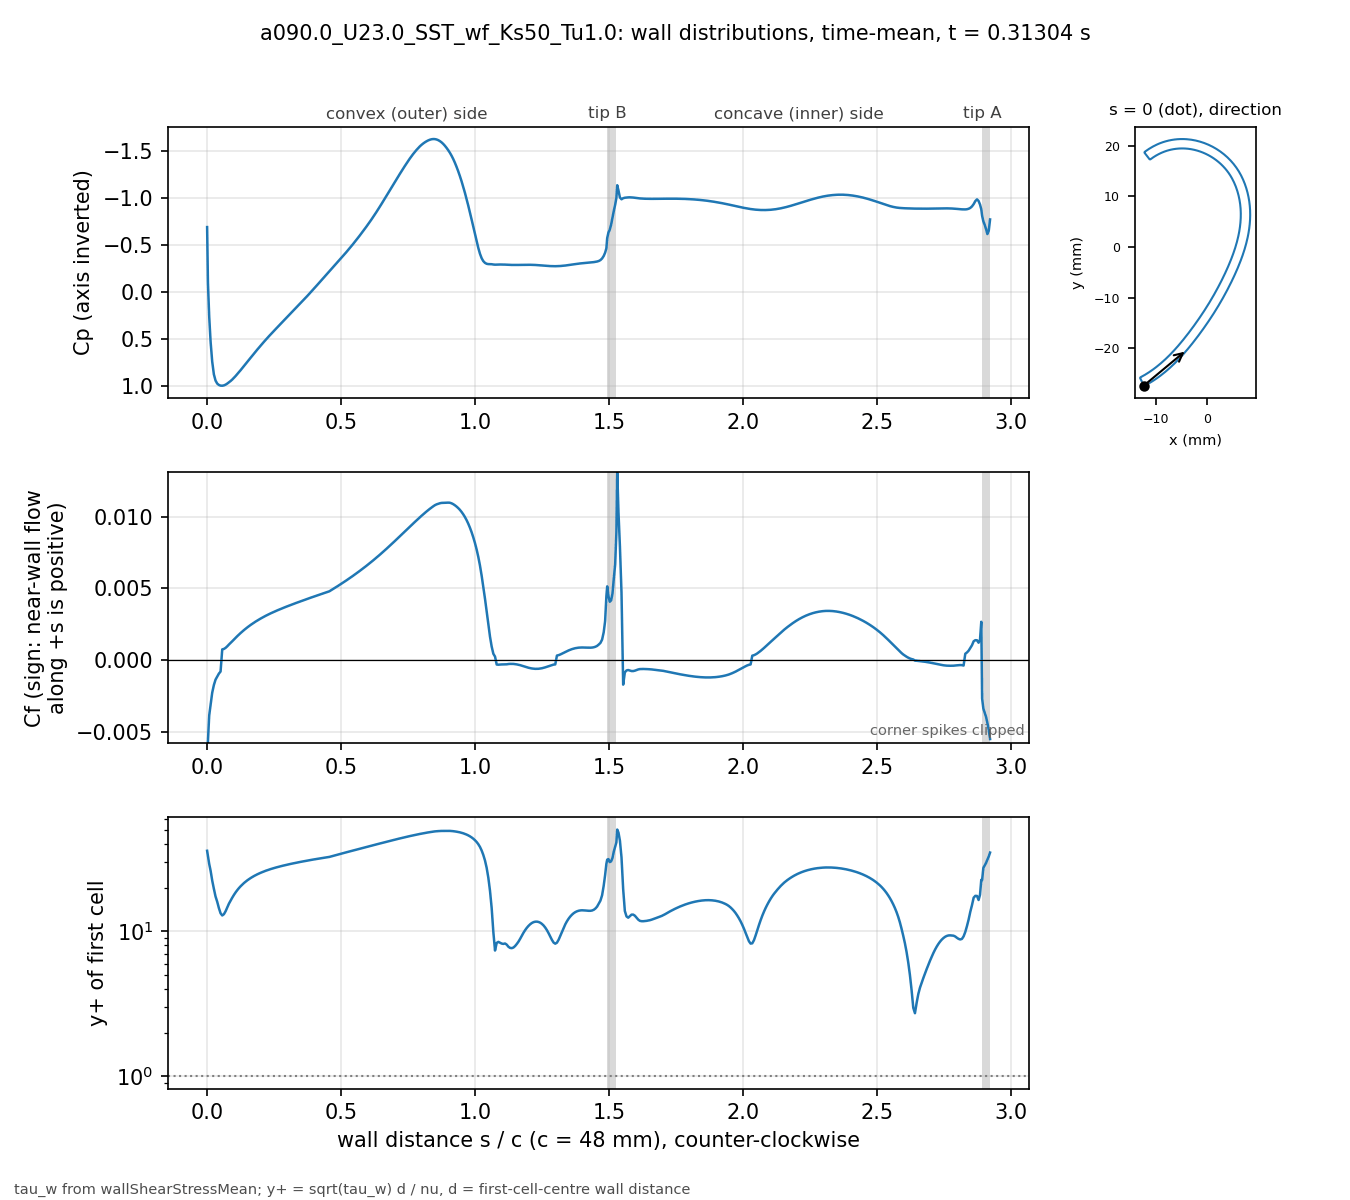 a090.0_U23.0_SST_wf_Ks50_Tu1.0: wall distributions, time-mean, t = 0.31304 s
convex (outer) side
tip B
concave (inner) side
tip A
s = 0 (dot), direction
Cp (axis inverted)
−1.5
−1.0
−0.5
0.0
0.5
1.0
0.0 0.5 1.0 1.5 2.0 2.5 3.0
y (mm)
20
10
0
−10
−20
−10 0
x (mm)
Cf (sign: near-wall flow
along +s is positive)
0.010
0.005
0.000
−0.005
corner spikes clipped
0.0 0.5 1.0 1.5 2.0 2.5 3.0
y+ of first cell
10¹
10⁰
0.0 0.5 1.0 1.5 2.0 2.5 3.0
wall distance s / c (c = 48 mm), counter-clockwise
tau_w from wallShearStressMean; y+ = sqrt(tau_w) d / nu, d = first-cell-centre wall distance